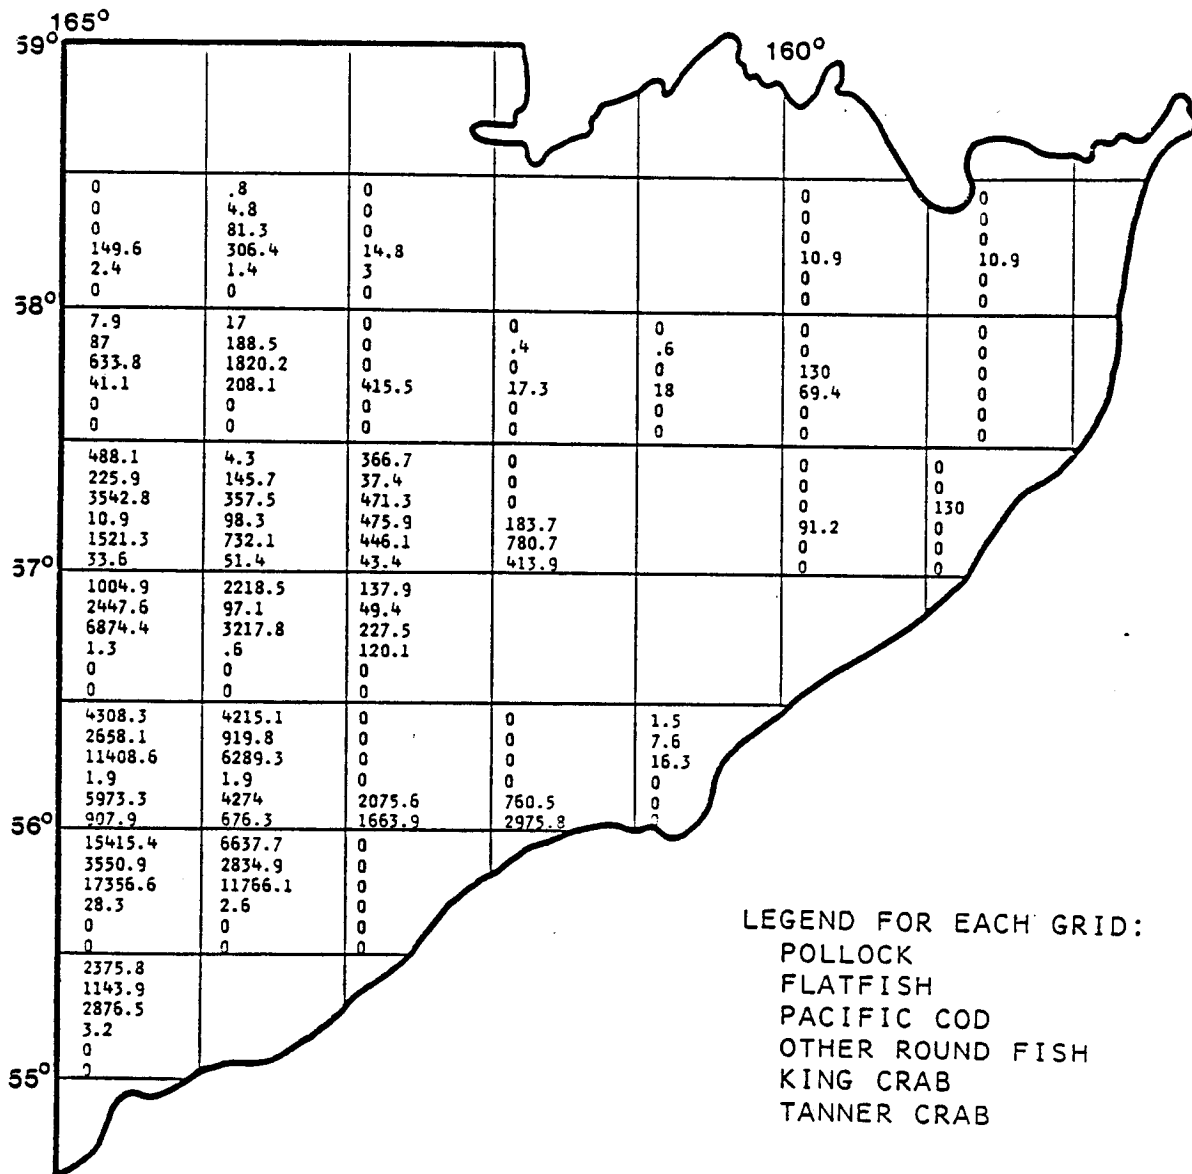 165°
59°
160°
0 .8 0 0 0
0 4.8 0 0 0
0 81.3 0 0 0
149.6 306.4 14.8 10.9 10.9
2.4 1.4 3 0 0
0 0 0 0 0
58°
7.9 17 0 0 0 0 0
87 188.5 0 .4 .6 0 0
633.8 1820.2 0 0 0 130 0
41.1 208.1 415.5 17.3 18 69.4 0
0 0 0 0 0 0 0
0 0 0 0 0 0 0
488.1 4.3 366.7 0 0 0
225.9 145.7 37.4 0 0 0
3542.8 357.5 471.3 0 0 130
10.9 98.3 475.9 183.7 91.2 0
1521.3 732.1 446.1 780.7 0 0
33.6 51.4 43.4 413.9 0 0
57°
1004.9 2218.5 137.9
2447.6 97.1 49.4
6874.4 3217.8 227.5
1.3 .6 120.1
0 0 0
0 0 0
4308.3 4215.1 0 0 1.5
2658.1 919.8 0 0 7.6
11408.6 6289.3 0 0 16.3
1.9 1.9 0 0 0
5973.3 4274 2075.6 760.5 0
907.9 676.3 1663.9 2975.8
56°
15415.4 6637.7 0
3550.9 2834.9 0
17356.6 11766.1 0
28.3 2.6 0
0 0 0
0 0 0
2375.8
1143.9
2876.5
3.2
0
0
55°
LEGEND FOR EACH GRID:
POLLOCK
FLATFISH
PACIFIC COD
OTHER ROUND FISH
KING CRAB
TANNER CRAB